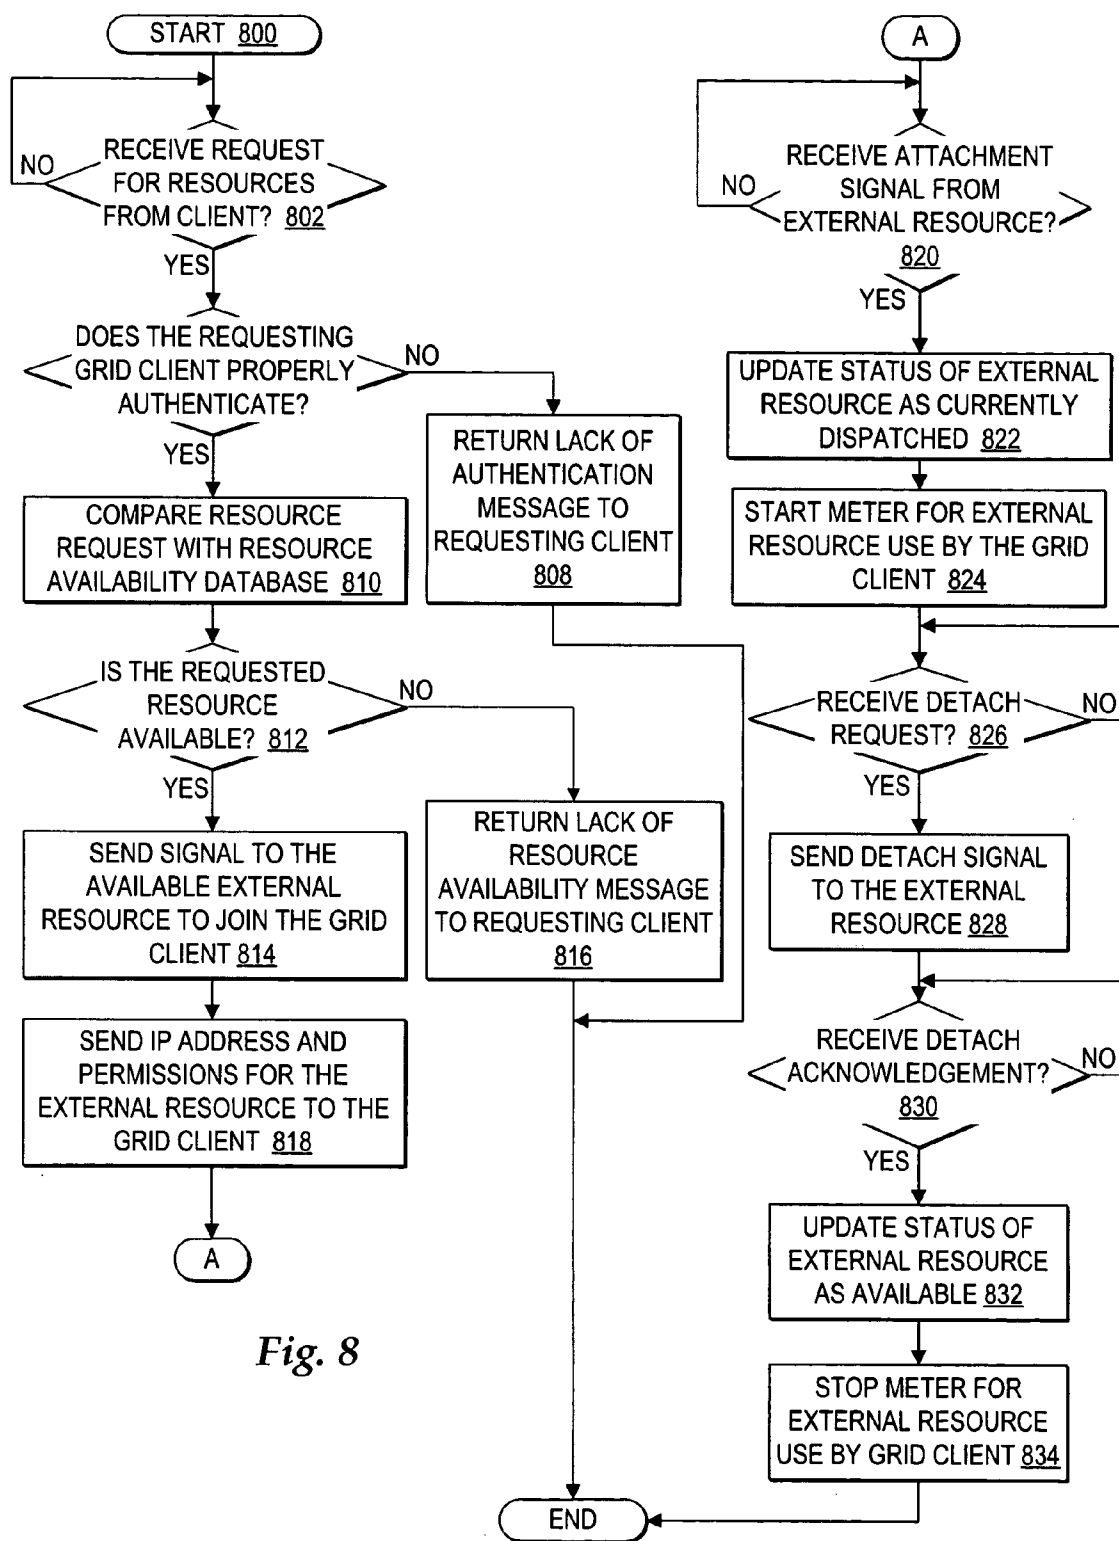 START 800
RECEIVE REQUEST
FOR RESOURCES
FROM CLIENT? 802
NO
YES
DOES THE REQUESTING
GRID CLIENT PROPERLY
AUTHENTICATE?
NO
YES
RETURN LACK OF
AUTHENTICATION
MESSAGE TO
REQUESTING CLIENT
808
COMPARE RESOURCE
REQUEST WITH RESOURCE
AVAILABILITY DATABASE 810
IS THE REQUESTED
RESOURCE
AVAILABLE? 812
NO
YES
RETURN LACK OF
RESOURCE
AVAILABILITY MESSAGE
TO REQUESTING CLIENT
816
SEND SIGNAL TO THE
AVAILABLE EXTERNAL
RESOURCE TO JOIN THE GRID
CLIENT 814
SEND IP ADDRESS AND
PERMISSIONS FOR THE
EXTERNAL RESOURCE TO THE
GRID CLIENT 818
A
A
RECEIVE ATTACHMENT
SIGNAL FROM
EXTERNAL RESOURCE?
820
NO
YES
UPDATE STATUS OF EXTERNAL
RESOURCE AS CURRENTLY
DISPATCHED 822
START METER FOR EXTERNAL
RESOURCE USE BY THE GRID
CLIENT 824
RECEIVE DETACH
REQUEST? 826
NO
YES
SEND DETACH SIGNAL
TO THE EXTERNAL
RESOURCE 828
RECEIVE DETACH
ACKNOWLEDGEMENT?
830
NO
YES
UPDATE STATUS OF
EXTERNAL RESOURCE
AS AVAILABLE 832
STOP METER FOR
EXTERNAL RESOURCE
USE BY GRID CLIENT 834
END
Fig. 8